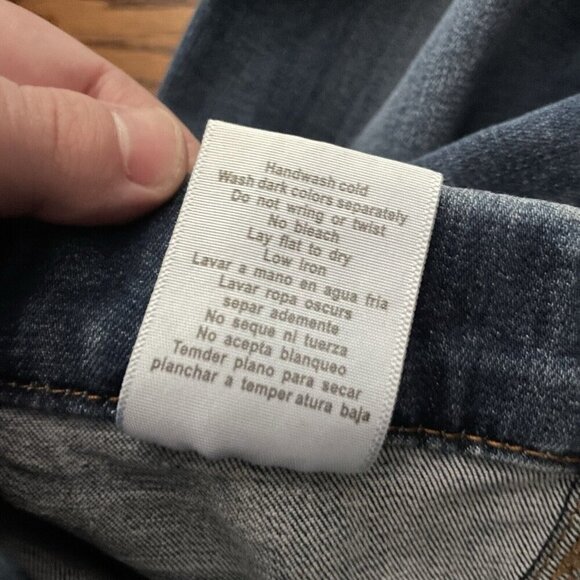 Handwash cold
Wash dark colors separately
Do not wring or twist
No bleach
Lay flat to dry
Low iron
Lavar a mano en agua fria
Lavar ropa oscurs
separ ademente
No seque ni tuerza
No acepta blanqueo
Temder plano para secar
planchar a temper atura baja